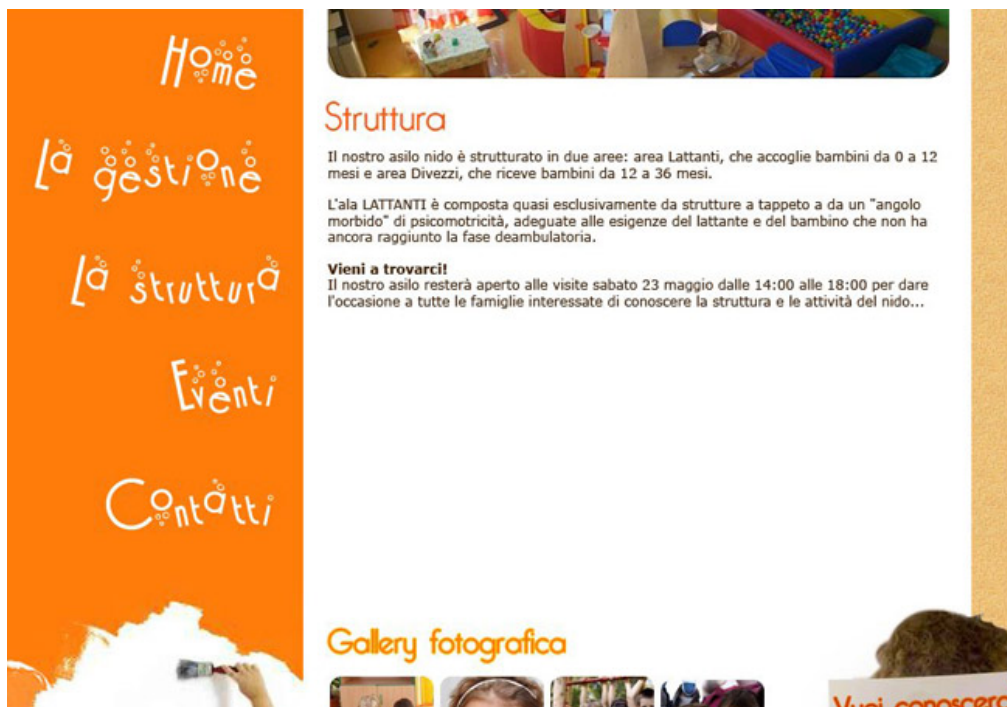 Home
La gestione
La struttura
Eventi
Contatti
Struttura
Il nostro asilo nido è strutturato in due aree: area Lattanti, che accoglie bambini da 0 a 12
mesi e area Divezzi, che riceve bambini da 12 a 36 mesi.
L'ala LATTANTI è composta quasi esclusivamente da strutture a tappeto a da un "angolo
morbido" di psicomotricità, adeguate alle esigenze del lattante e del bambino che non ha
ancora raggiunto la fase deambulatoria.
Vieni a trovarci!
Il nostro asilo resterà aperto alle visite sabato 23 maggio dalle 14:00 alle 18:00 per dare
l'occasione a tutte le famiglie interessate di conoscere la struttura e le attività del nido...
Gallery fotografica
Vuoi conoscere